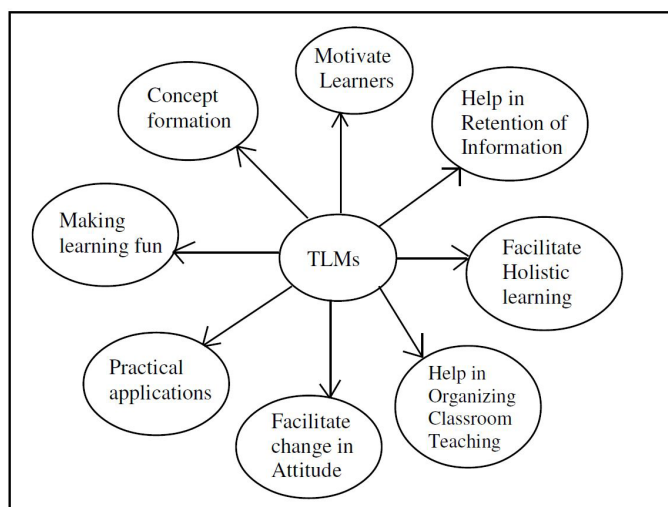 Motivate
Learners
Concept
formation
Help in
Retention of
Information
Making
learning fun
TLMs
Facilitate
Holistic
learning
Practical
applications
Facilitate
change in
Attitude
Help in
Organizing
Classroom
Teaching